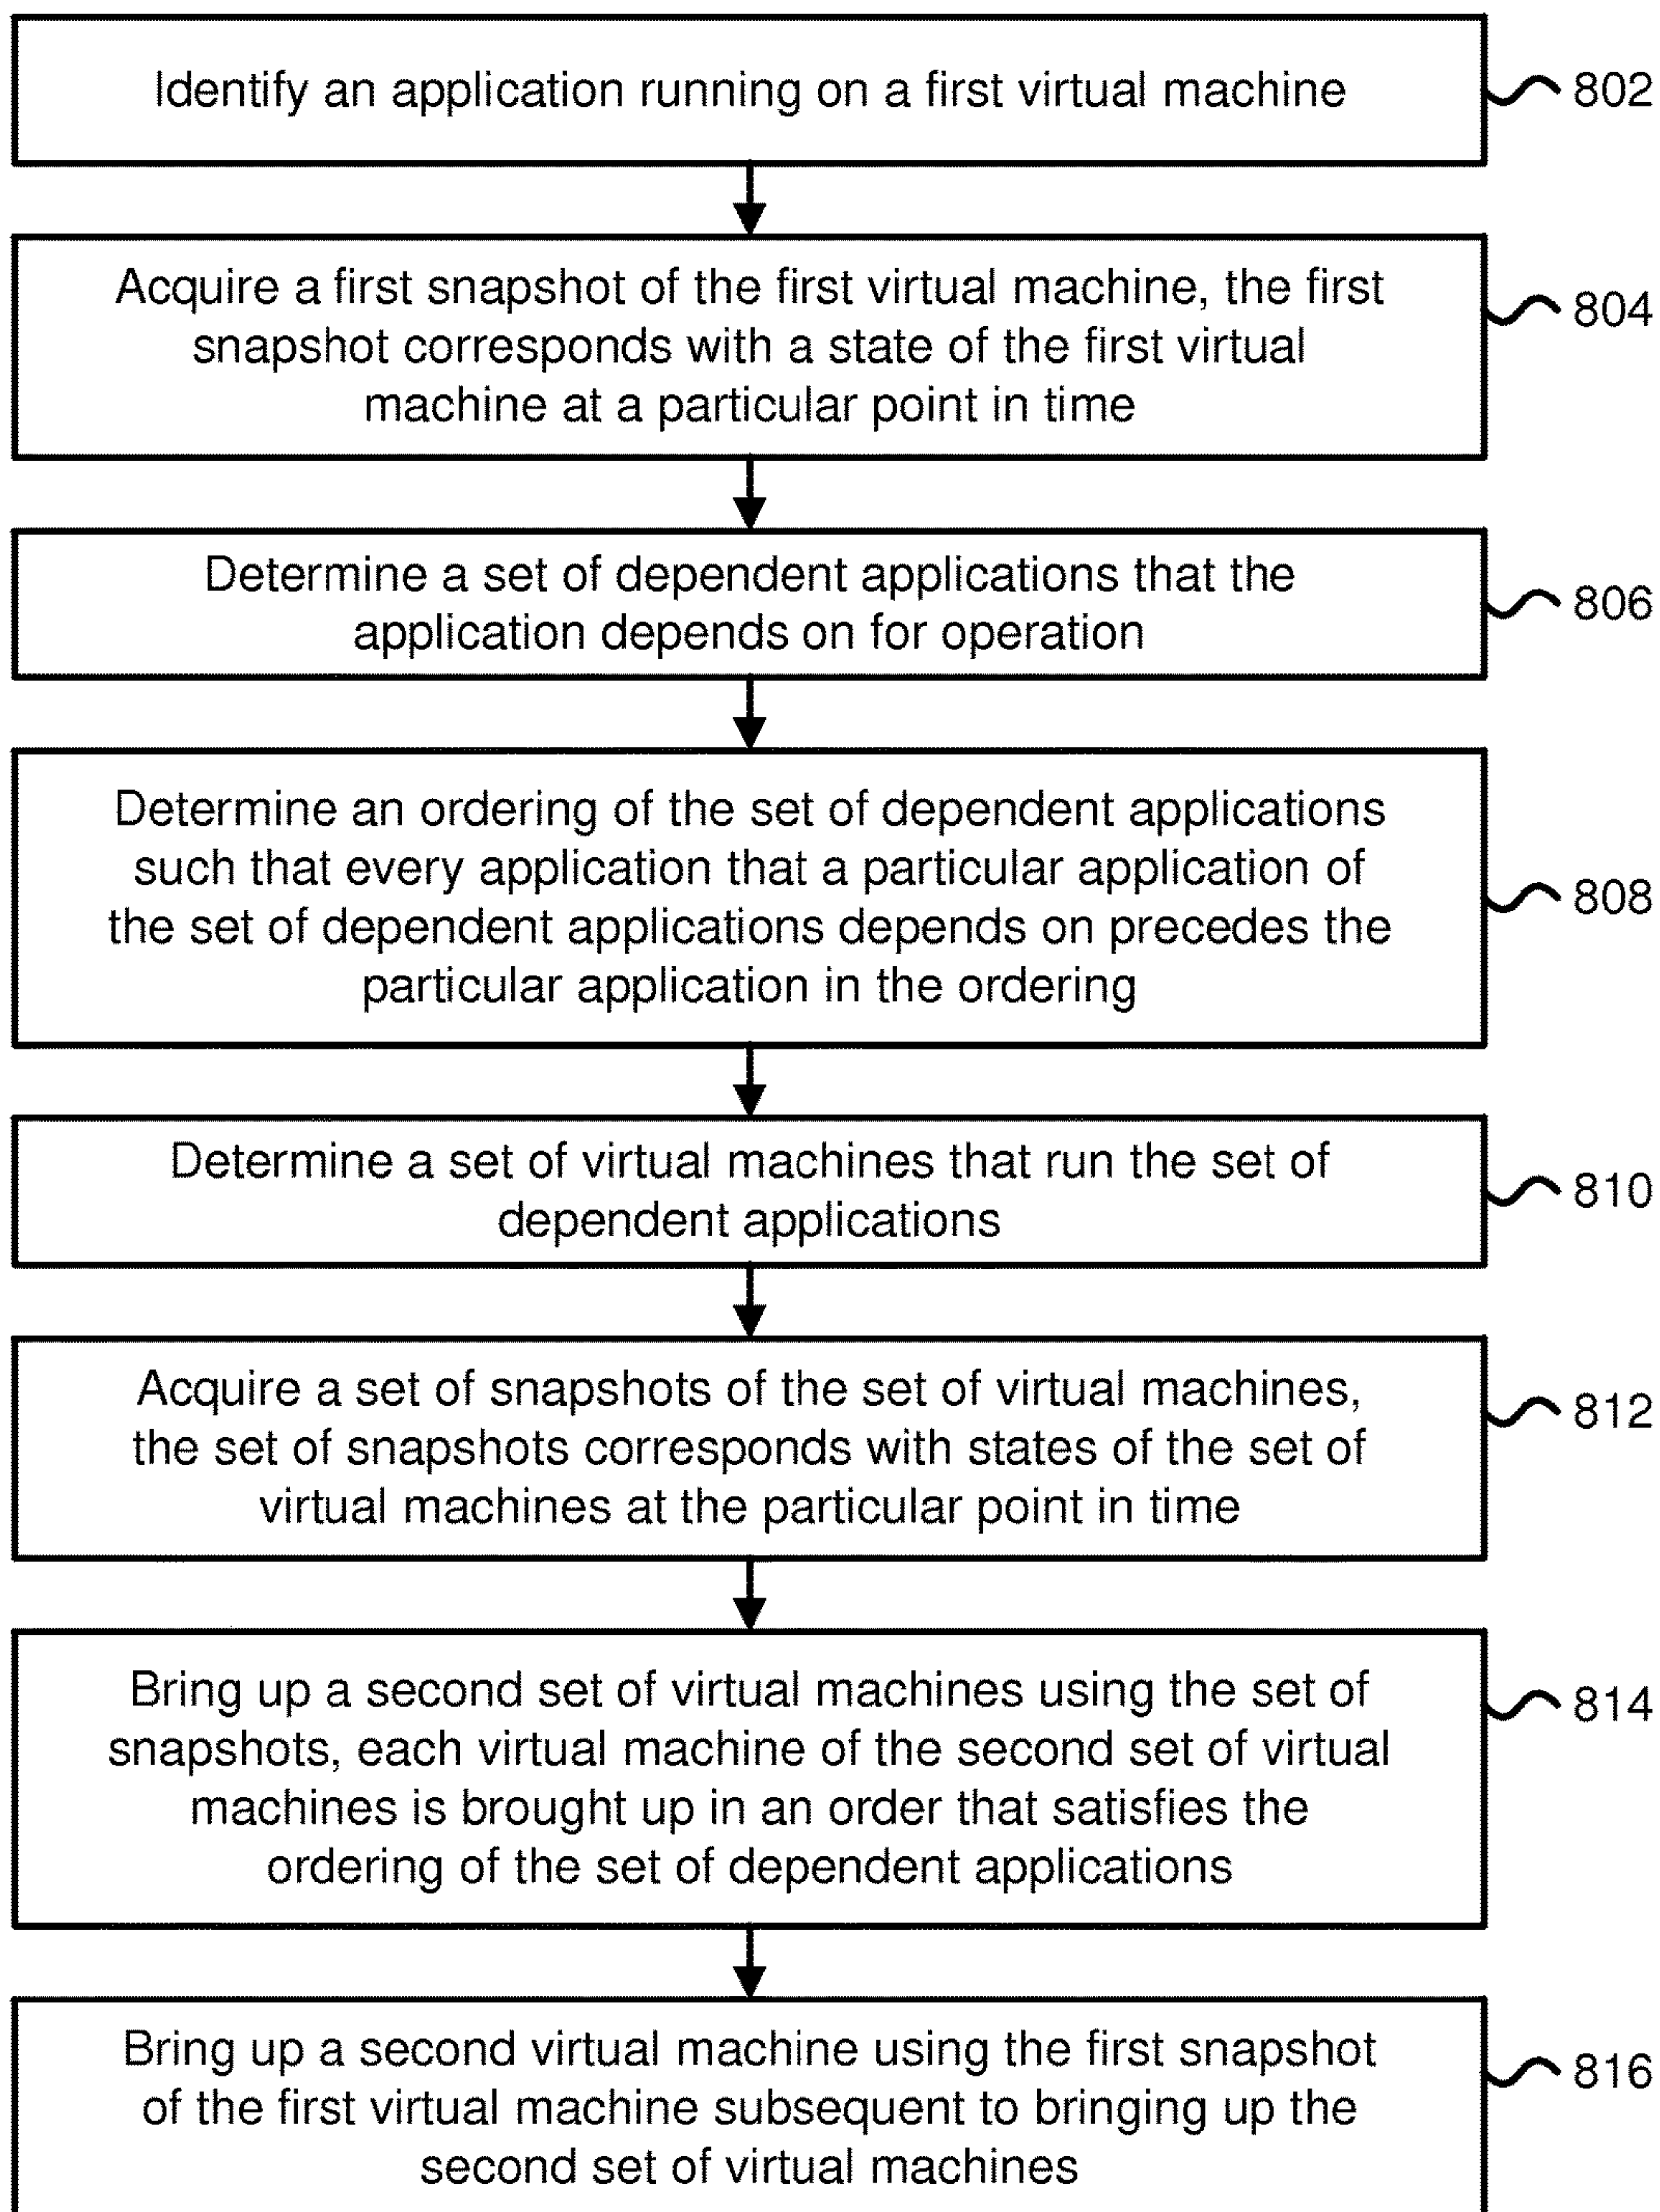 Identify an application running on a first virtual machine
802
Acquire a first snapshot of the first virtual machine, the first
snapshot corresponds with a state of the first virtual
machine at a particular point in time
804
Determine a set of dependent applications that the
application depends on for operation
806
Determine an ordering of the set of dependent applications
such that every application that a particular application of
the set of dependent applications depends on precedes the
particular application in the ordering
808
Determine a set of virtual machines that run the set of
dependent applications
810
Acquire a set of snapshots of the set of virtual machines,
the set of snapshots corresponds with states of the set of
virtual machines at the particular point in time
812
Bring up a second set of virtual machines using the set of
snapshots, each virtual machine of the second set of virtual
machines is brought up in an order that satisfies the
ordering of the set of dependent applications
814
Bring up a second virtual machine using the first snapshot
of the first virtual machine subsequent to bringing up the
second set of virtual machines
816